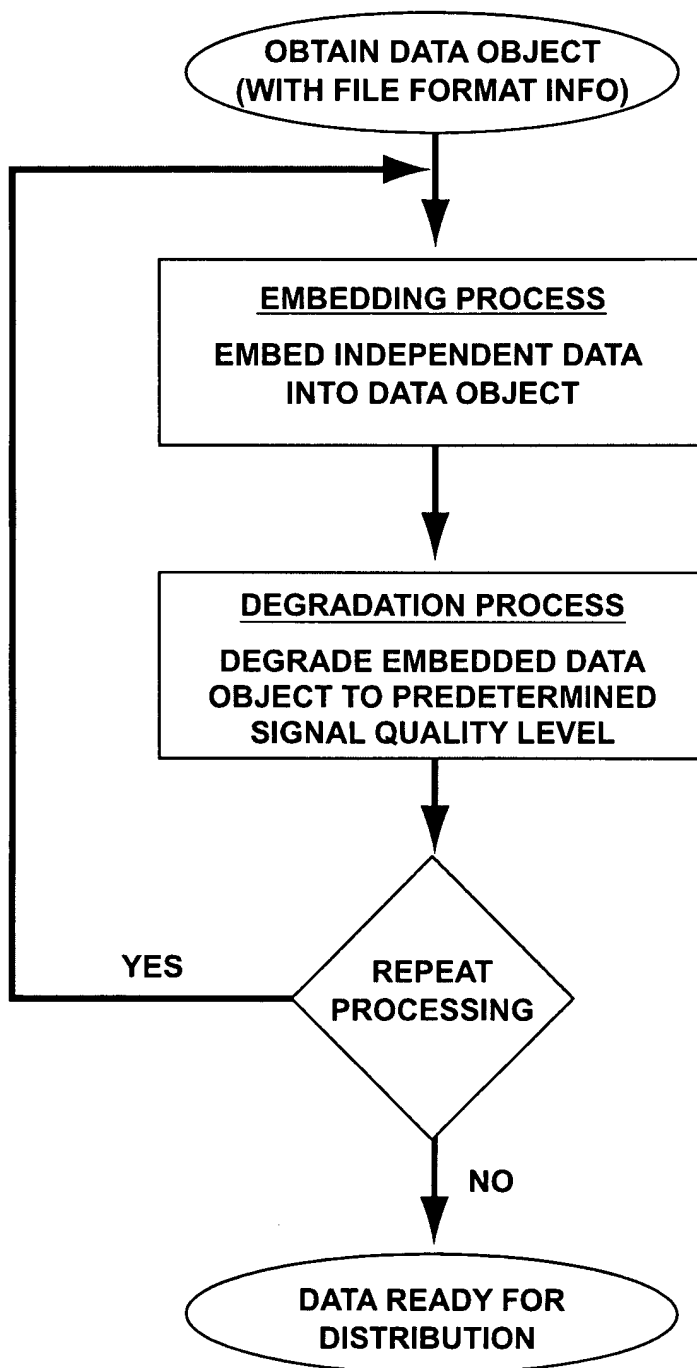 OBTAIN DATA OBJECT
(WITH FILE FORMAT INFO)
EMBEDDING PROCESS
EMBED INDEPENDENT DATA
INTO DATA OBJECT
DEGRADATION PROCESS
DEGRADE EMBEDDED DATA
OBJECT TO PREDETERMINED
SIGNAL QUALITY LEVEL
YES
REPEAT
PROCESSING
NO
DATA READY FOR
DISTRIBUTION